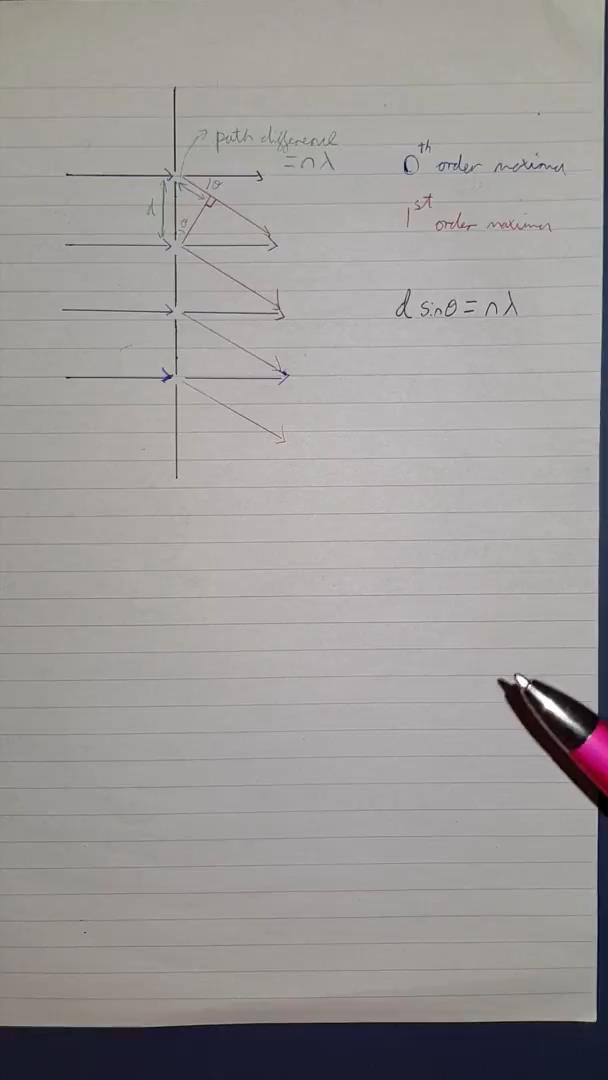 path difference
= nλ
0th order maxima
1st order maxima
θ
d
θ
d sinθ = nλ